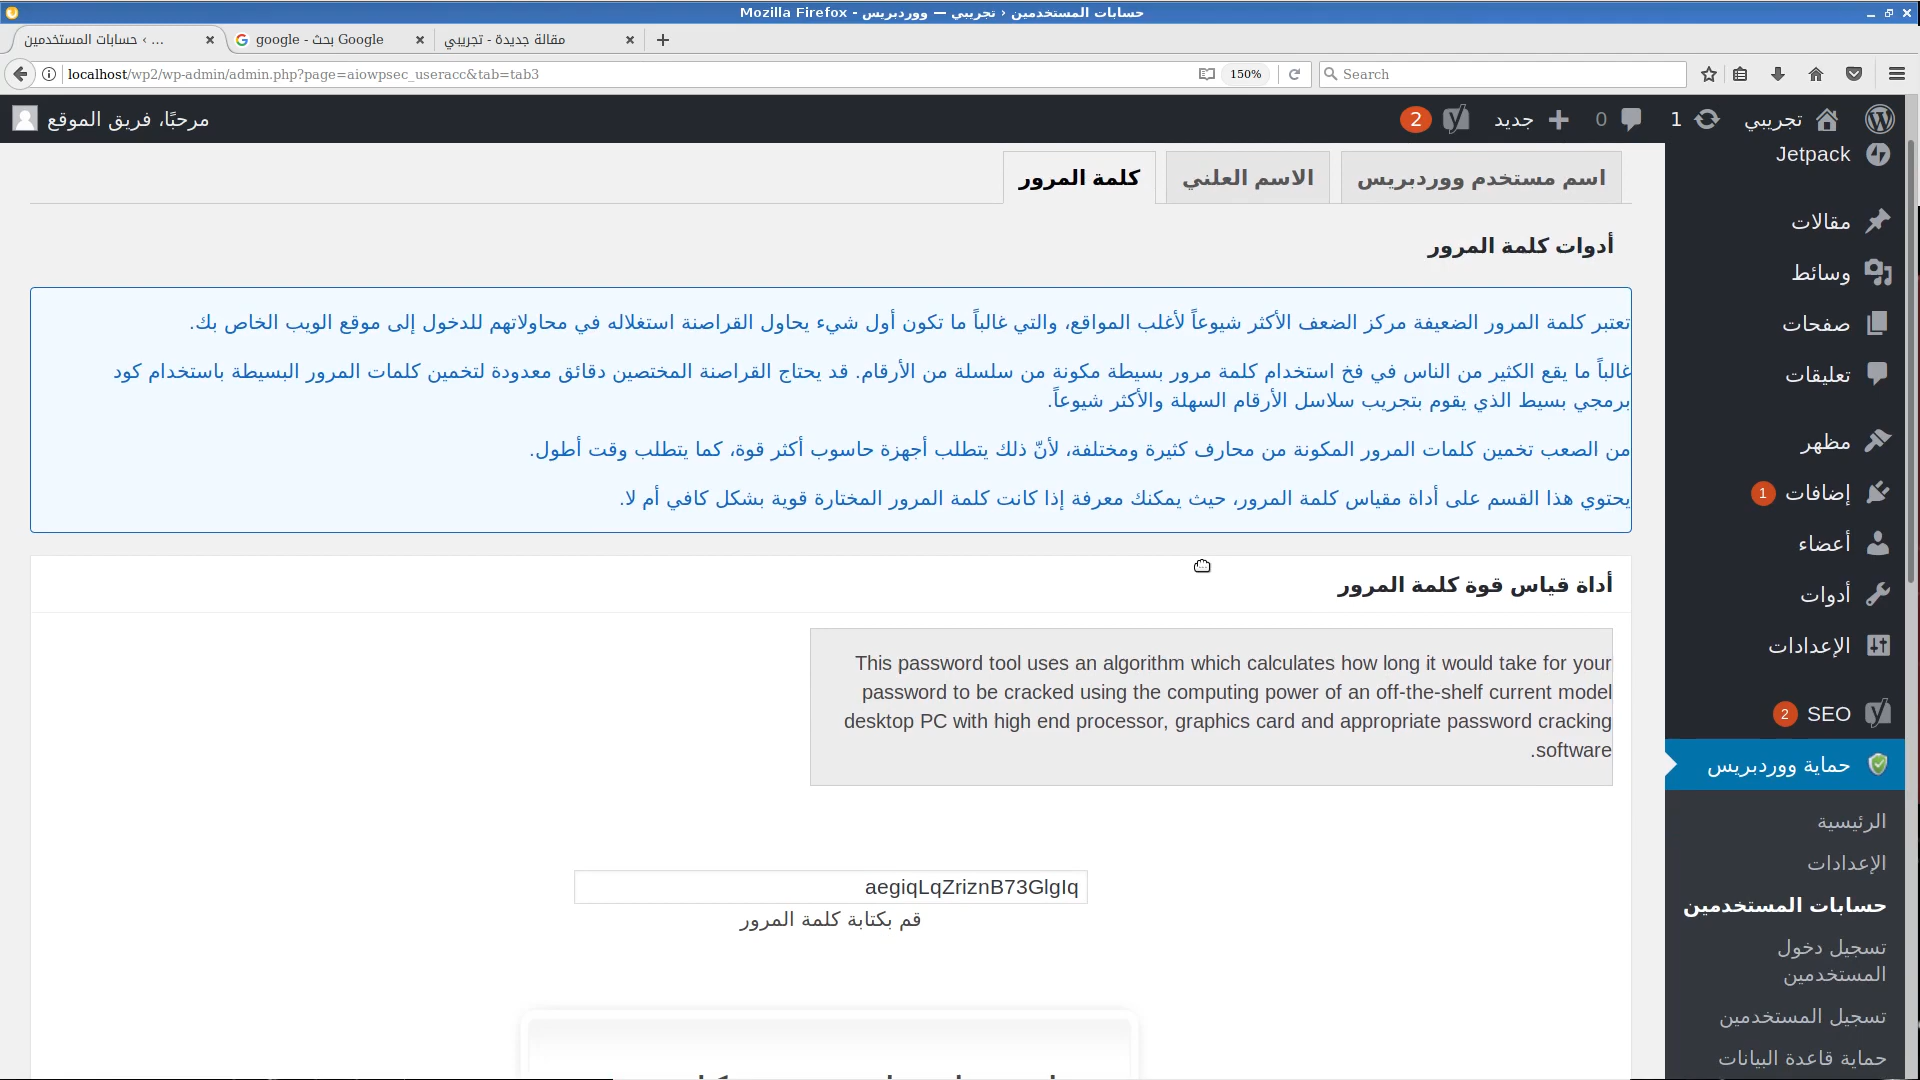 حسابات المستخدمين ‹ تجريبي — ووردبريس - Mozilla Firefox
... ‹ حسابات المستخدمين
google - بحث Google
مقالة جديدة - تجريبي
localhost/wp2/wp-admin/admin.php?page=aiowpsec_useracc&tab=tab3
150%
Search
تجريبي
1
0
جديد
2
مرحبًا، فريق الموقع
Jetpack
مقالات
وسائط
صفحات
تعليقات
مظهر
إضافات 1
أعضاء
أدوات
الإعدادات
SEO 2
حماية ووردبريس
الرئيسية
الإعدادات
حسابات المستخدمين
تسجيل دخول
المستخدمين
تسجيل المستخدمين
حماية قاعدة البيانات
اسم مستخدم ووردبريس
الاسم العلني
كلمة المرور
أدوات كلمة المرور
تعتبر كلمة المرور الضعيفة مركز الضعف الأكثر شيوعاً لأغلب المواقع، والتي غالباً ما تكون أول شيء يحاول القراصنة استغلاله في محاولاتهم للدخول إلى موقع الويب الخاص بك.
غالباً ما يقع الكثير من الناس في فخ استخدام كلمة مرور بسيطة مكونة من سلسلة من الأرقام. قد يحتاج القراصنة المختصين دقائق معدودة لتخمين كلمات المرور البسيطة باستخدام كود
برمجي بسيط الذي يقوم بتجريب سلاسل الأرقام السهلة والأكثر شيوعاً.
من الصعب تخمين كلمات المرور المكونة من محارف كثيرة ومختلفة، لأنّ ذلك يتطلب أجهزة حاسوب أكثر قوة، كما يتطلب وقت أطول.
يحتوي هذا القسم على أداة مقياس كلمة المرور، حيث يمكنك معرفة إذا كانت كلمة المرور المختارة قوية بشكل كافي أم لا.
أداة قياس قوة كلمة المرور
This password tool uses an algorithm which calculates how long it would take for your
password to be cracked using the computing power of an off-the-shelf current model
desktop PC with high end processor, graphics card and appropriate password cracking
.software
aegiqLqZriznB73GlgIq
قم بكتابة كلمة المرور